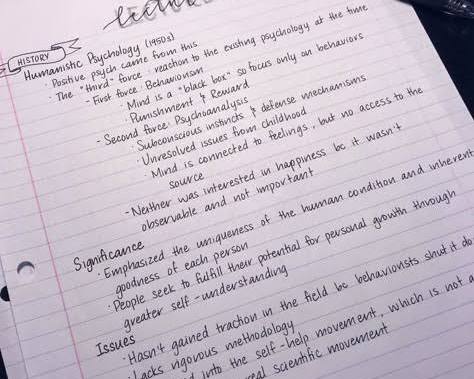 lecture
HISTORY
Humanistic Psychology (1950s)
· Positive psych came from this
· The "third" force: reaction to the existing psychology at the time
- First force: Behaviorism
· Mind is a "black box" so focus only on behaviors
· Punishment & Reward
- Second force: Psychoanalysis
· Subconscious instincts & defense mechanisms
· Unresolved issues from childhood
· Mind is connected to feelings, but no access to the
source
- Neither was interested in happiness bc it wasn't
observable and not important
Significance
· Emphasized the uniqueness of the human condition and inherent
goodness of each person
· People seek to fulfill their potential for personal growth through
greater self-understanding
Issues
· Hasn't gained traction in the field bc behaviorists shut it do
· Lacks rigorous methodology
into the self-help movement, which is not a
real scientific movement